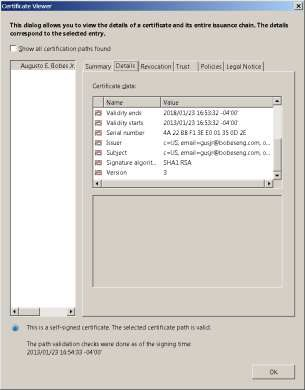 Certificate Viewer
This dialog allows you to view the details of a certificate and its entire issuance chain. The details
correspond to the selected entry.
Show all certification paths found
Augusto E. Bobes Jr.
Summary Details Revocation Trust Policies Legal Notice
Certificate data:
Name Value
Validity ends 2018/01/23 16:53:32 -04'00'
Validity starts 2013/01/23 16:53:32 -04'00'
Serial number 4A 22 BB F1 3E E0 01 35 0D 2E
Issuer c=US, email=gusjr@bobeseng.com, o...
Subject c=US, email=gusjr@bobeseng.com, o...
Signature algorit... SHA1 RSA
Version 3
This is a self-signed certificate. The selected certificate path is valid.
The path validation checks were done as of the signing time:
2013/01/23 16:54:03 -04'00'
OK